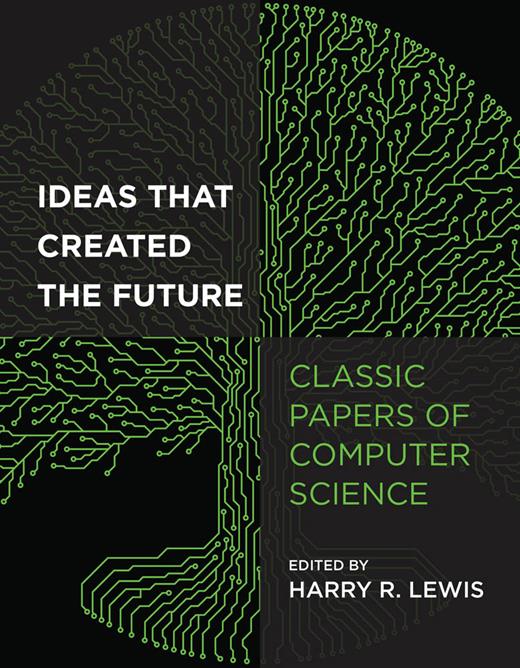 IDEAS THAT
CREATED
THE FUTURE
CLASSIC
PAPERS OF
COMPUTER
SCIENCE
EDITED BY
HARRY R. LEWIS